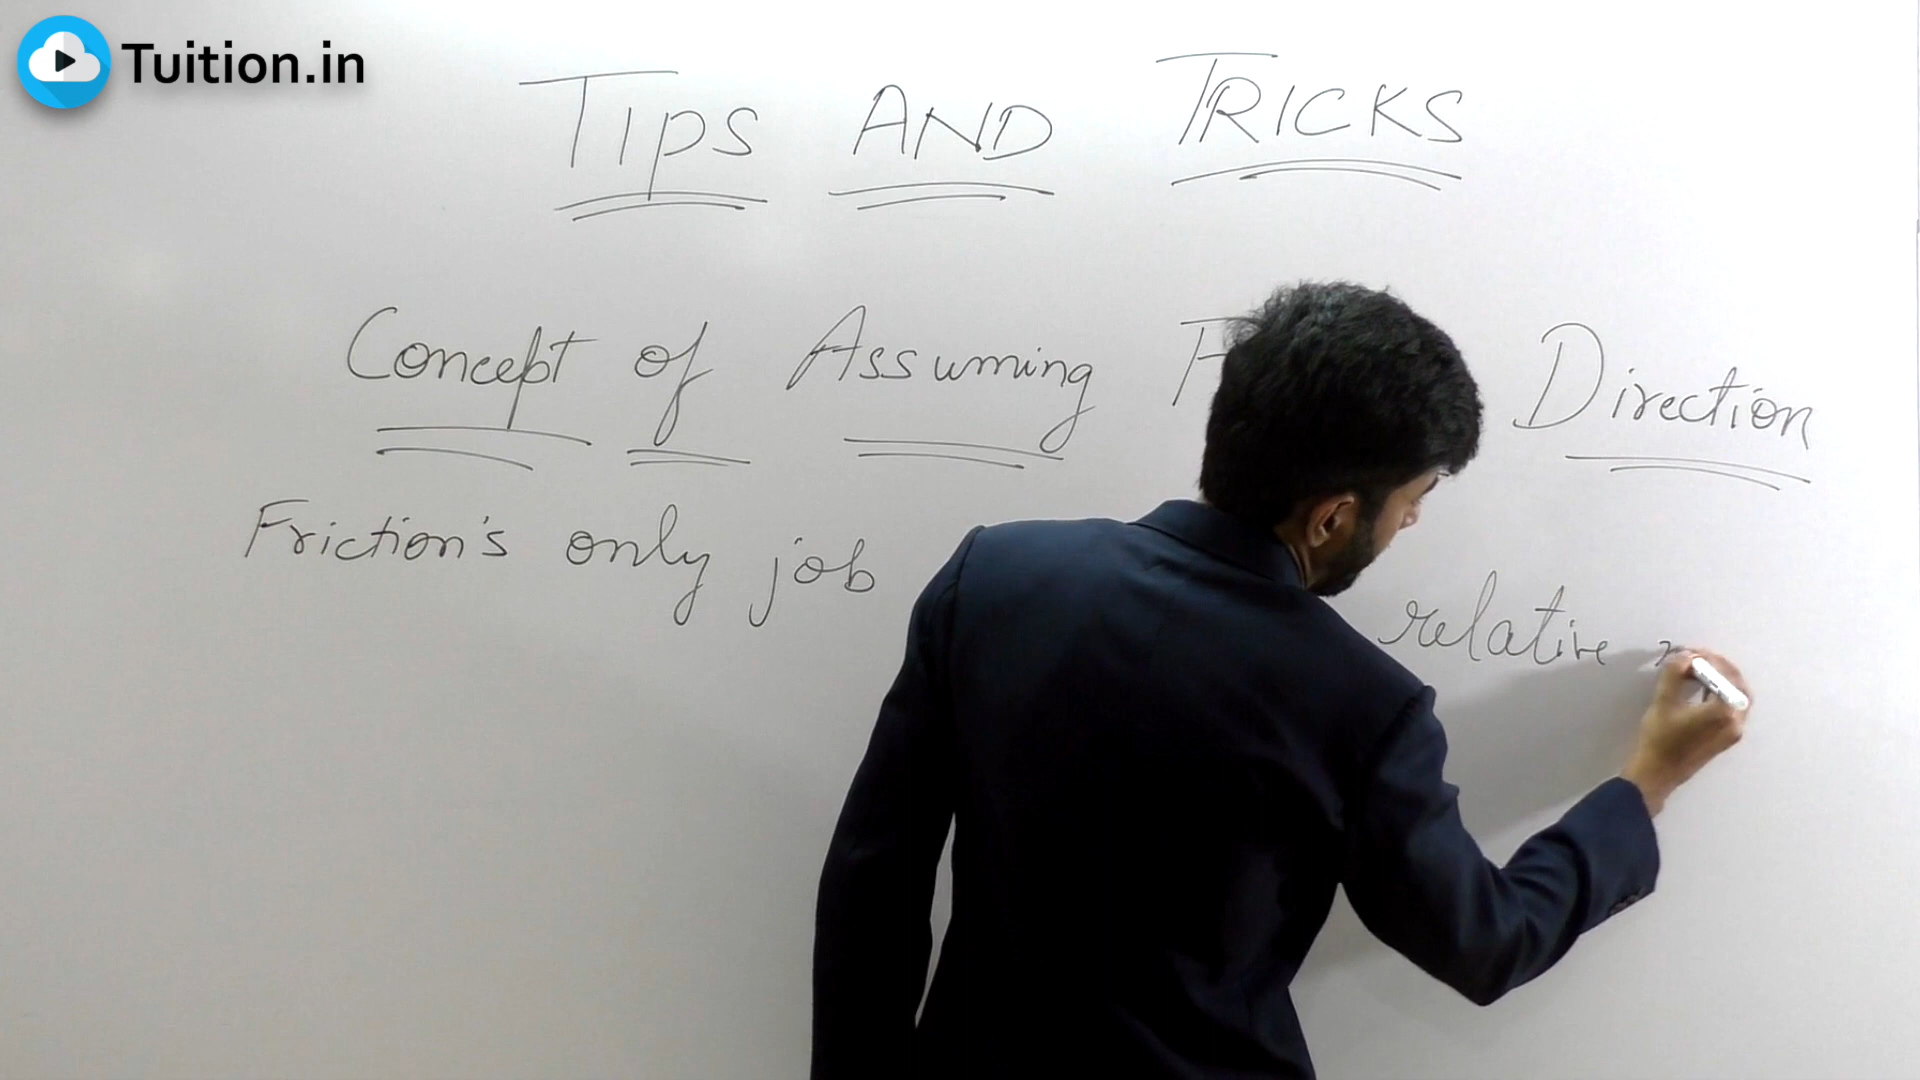 Tuition.in
TIPS AND TRICKS
Concept of Assuming Direction
Friction's only job relative